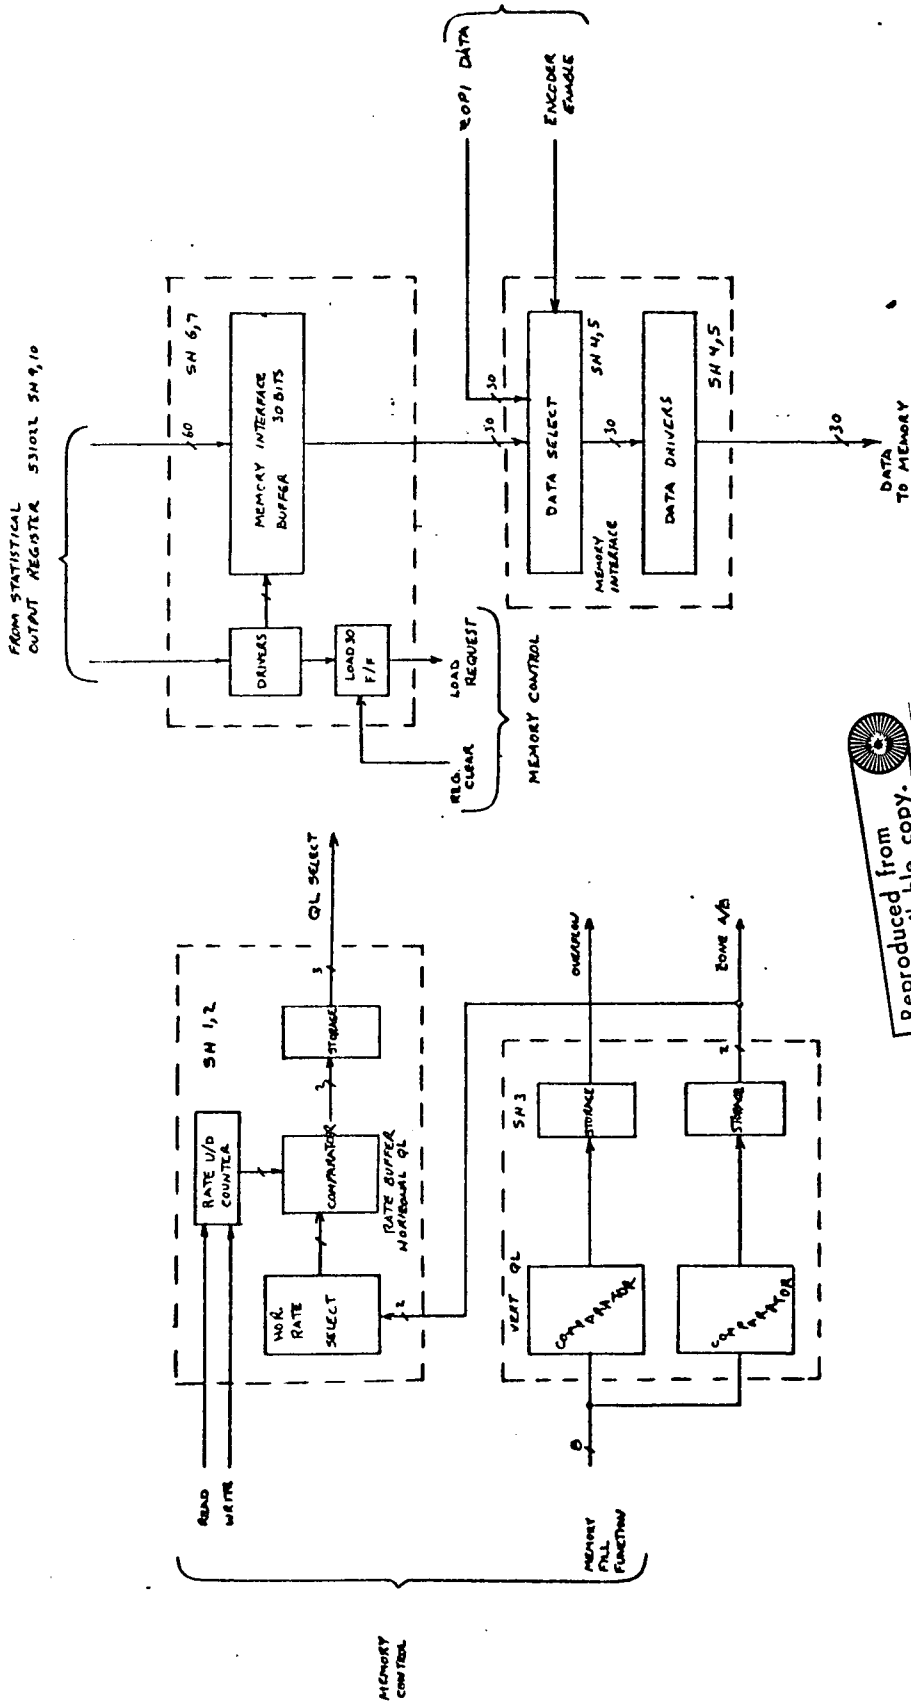 FROM STATISTICAL
OUTPUT REGISTER 531022 SH 9,10
60
SH 6,7
MEMORY INTERFACE
30 BITS
BUFFER
DRIVERS
LOAD 30
F/F
REG.
CLEAR
LOAD
REQUEST
MEMORY CONTROL
ZOPI DATA
ENCODER
ENABLE
30
30
DATA SELECT
SH 4,5
MEMORY
INTERFACE
30
DATA DRIVERS
SH 4,5
30
DATA
TO MEMORY
MEMORY
CONTROL
READ
WRITE
SH 1,2
RATE U/D
COUNTER
HOR.
RATE
SELECT
COMPARATOR
RATE BUFFER
HORIZONAL QL
3
STORAGE
3
QL SELECT
2
MEMORY
FILL
FUNCTION
8
VERT QL
COMPARATOR
COMPARATOR
SH 3
STORAGE
STORAGE
2
OVERFLOW
ZONE A/B
Reproduced from
copy.